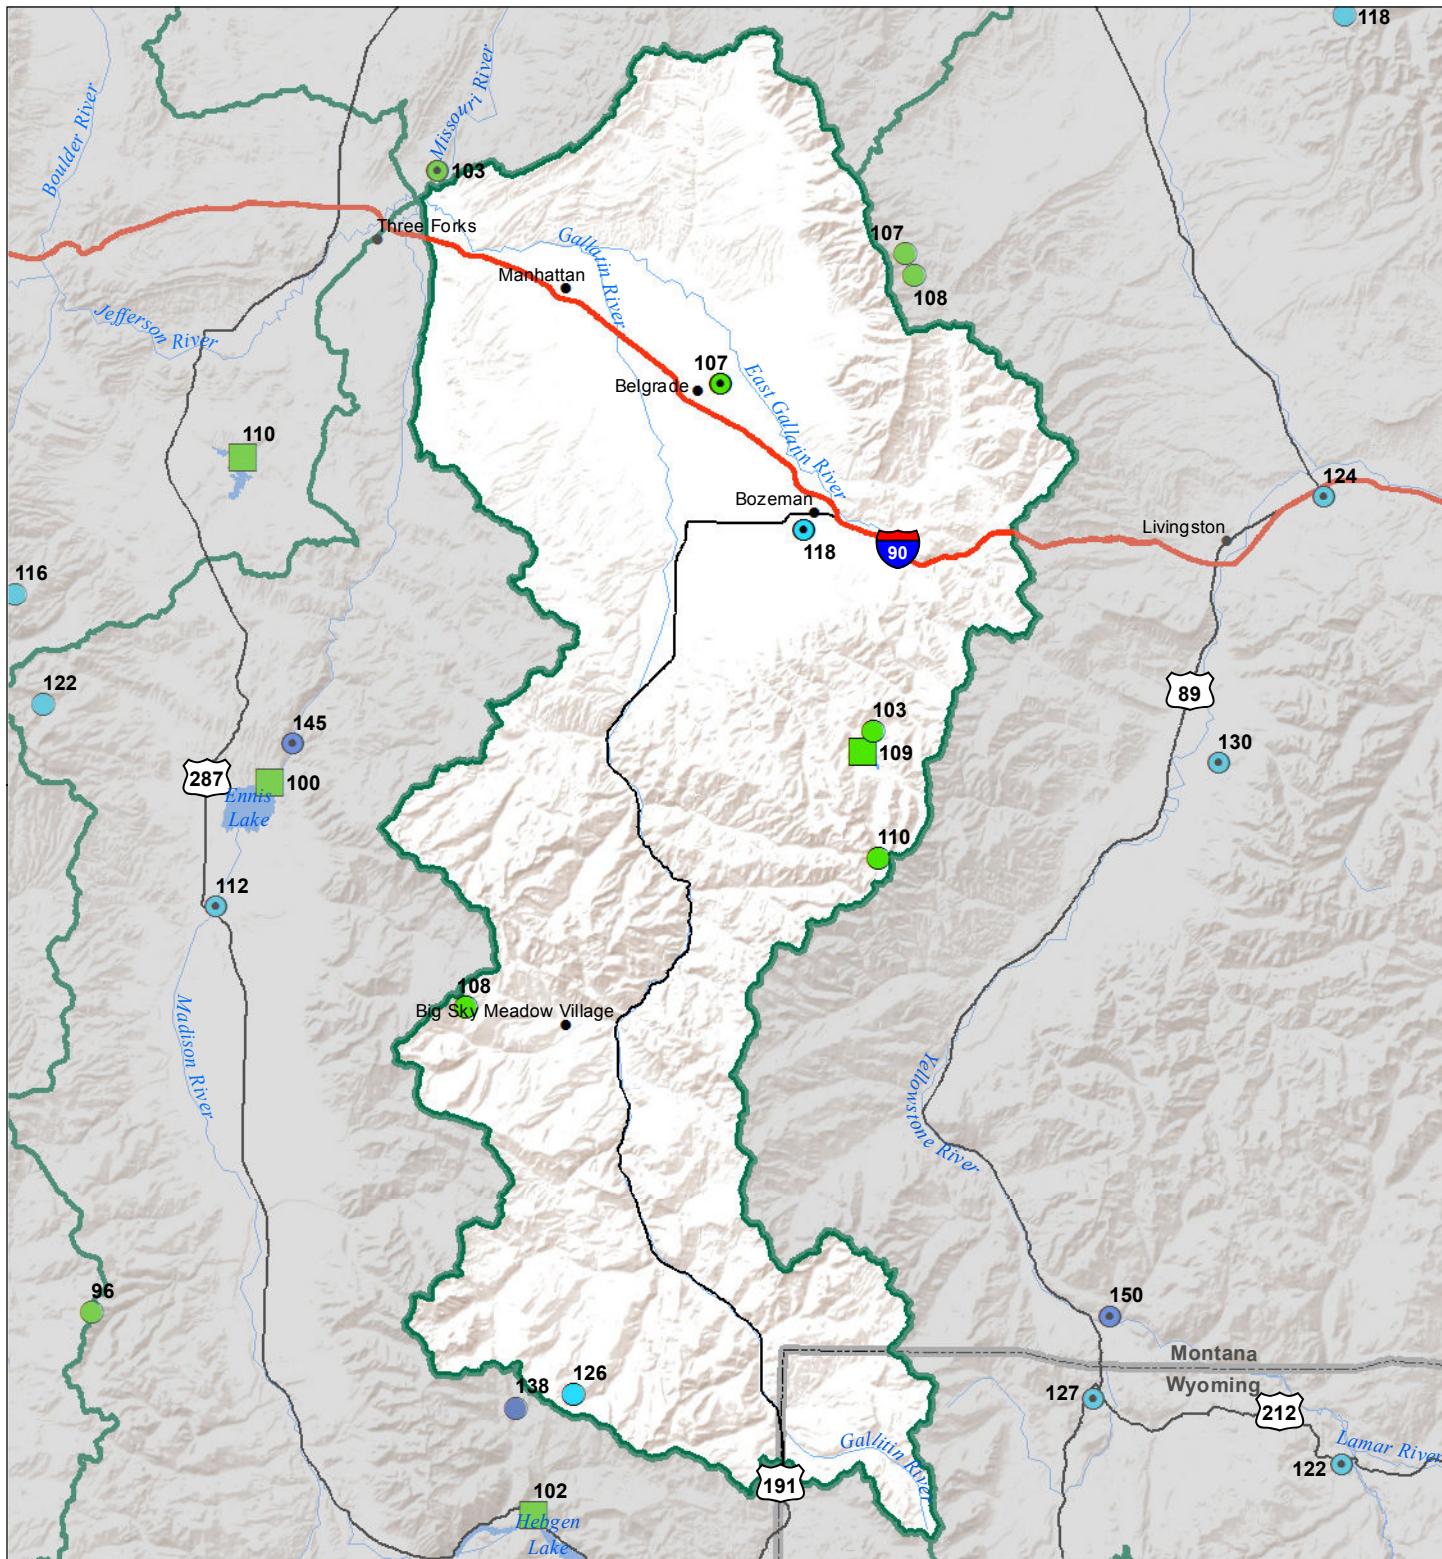 118
Missouri River
Boulder River
103
Three Forks
Gallatin River
107
108
Manhattan
Jefferson River
107
Belgrade
East Gallatin River
110
124
Bozeman
Livingston
118
90
116
122
89
103
145
109
130
287
100
Ennis
Lake
110
112
108
Big Sky Meadow Village
Madison River
Yellowstone River
96
150
Montana
Wyoming
138
126
127
212
Gallitin River
Lamar River
122
191
102
Hebgen
Lake